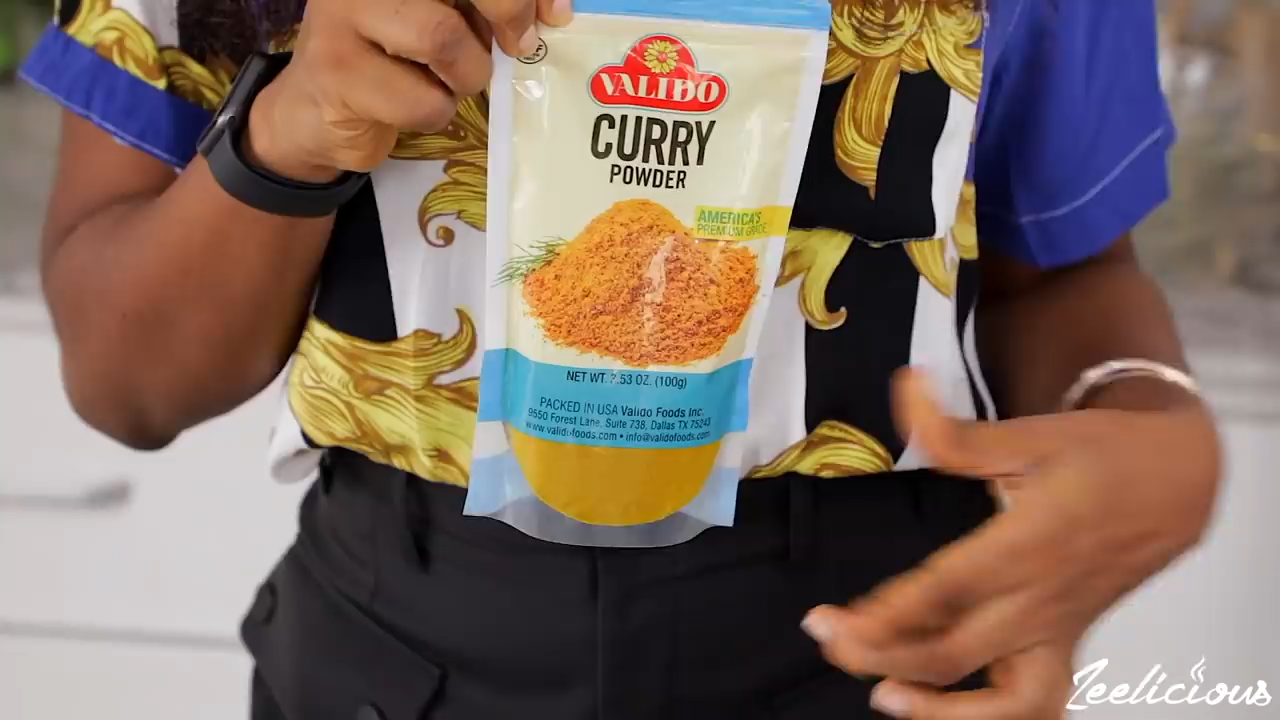 VALIDO
CURRY
POWDER
AMERICA'S
PREMIUM GRADE
NET WT. 3.53 OZ. (100g)
PACKED IN USA Valido Foods Inc.
9550 Forest Lane, Suite 738, Dallas TX 75243
www.validofoods.com • info@validofoods.com
Zeelicious